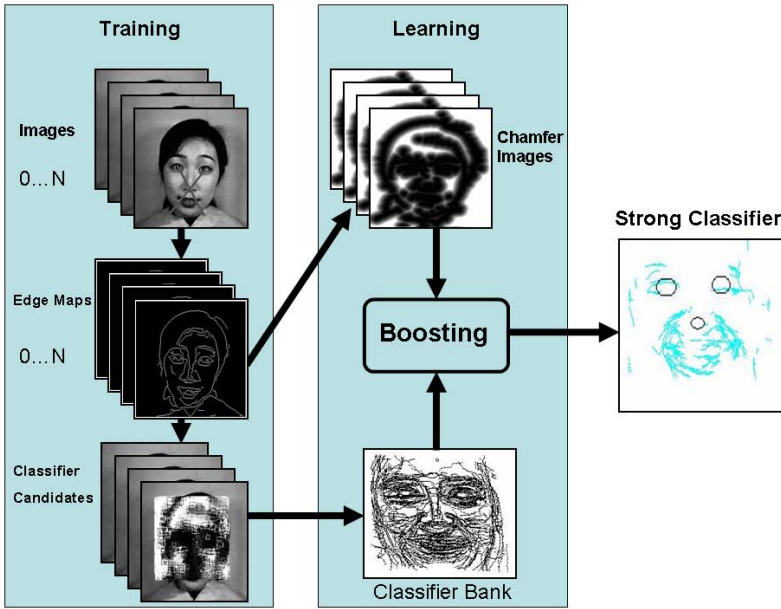 Training
Images
0...N
Edge Maps
0...N
Classifier
Candidates
Learning
Chamfer
Images
Boosting
Classifier Bank
Strong Classifier